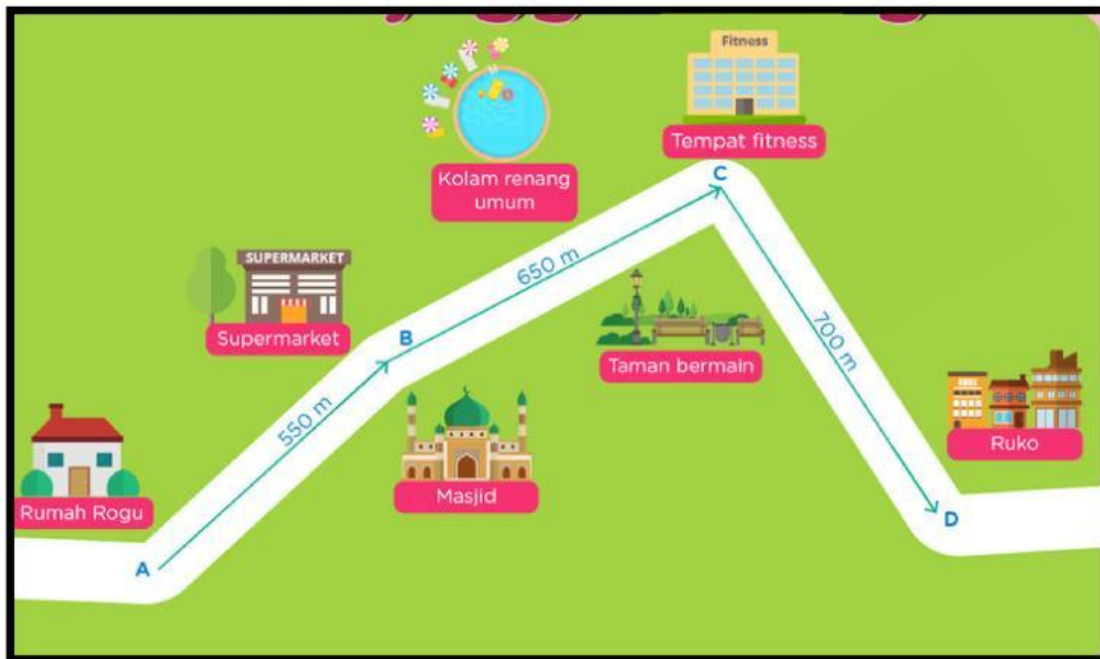 Fitness
Tempat fitness
C
Kolam renang
umum
650 m
SUPERMARKET
Supermarket
B
Taman bermain
700 m
550 m
Masjid
Ruko
Rumah Rogu
A
D